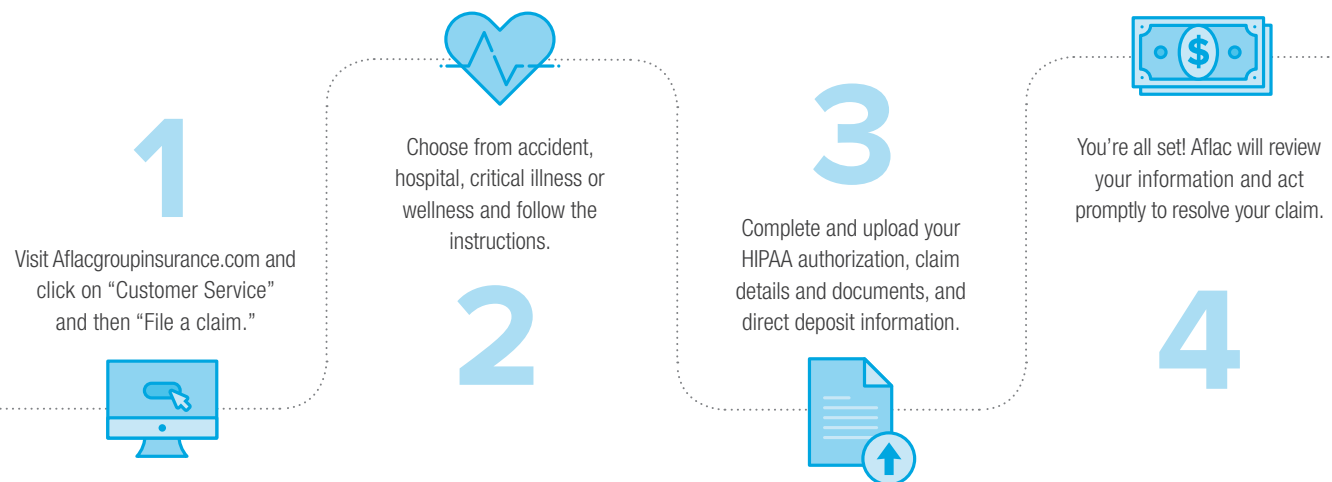 1
Visit Aflacgroupinsurance.com and
click on “Customer Service”
and then “File a claim.”
Choose from accident,
hospital, critical illness or
wellness and follow the
instructions.
2
3
Complete and upload your
HIPAA authorization, claim
details and documents, and
direct deposit information.
$
You’re all set! Aflac will review
your information and act
promptly to resolve your claim.
4